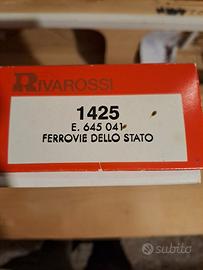 RIVAROSSI
1425
E. 645 041
FERROVIE DELLO STATO
subito